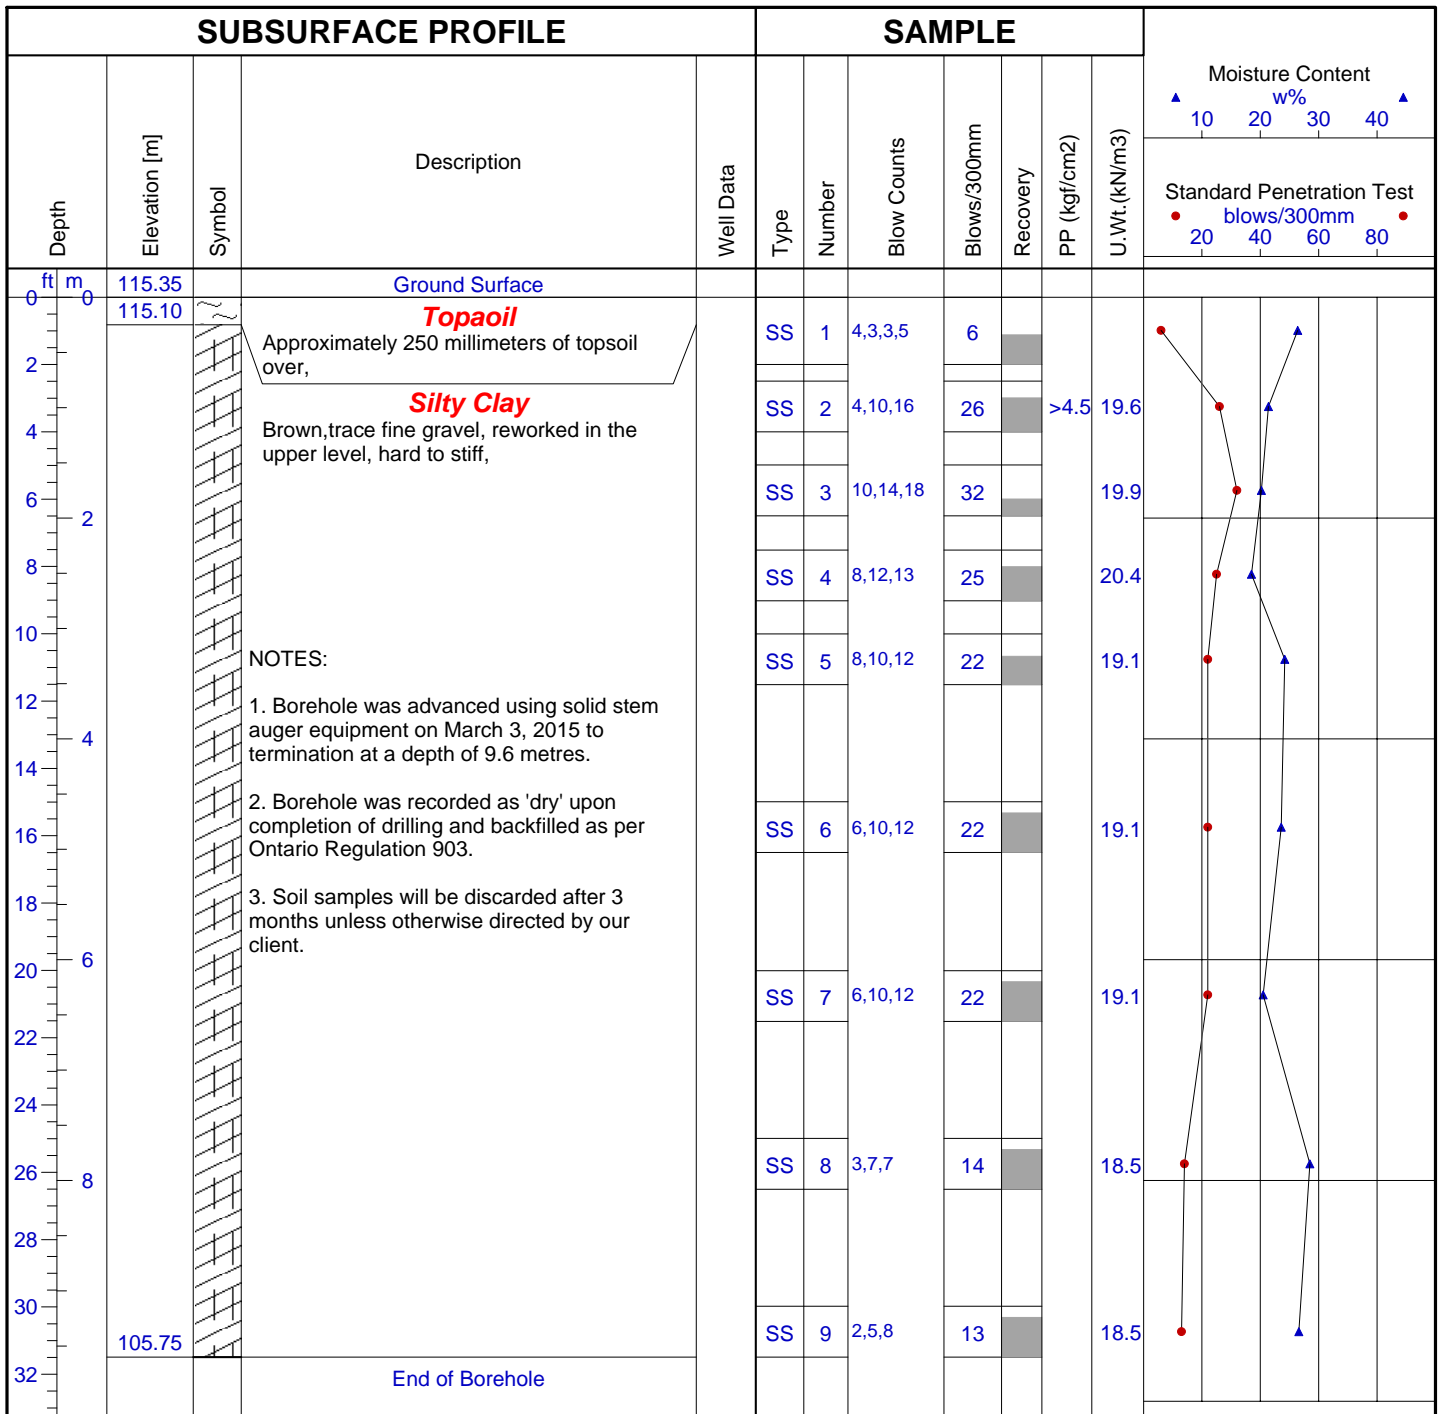 SUBSURFACE PROFILE
SAMPLE
Depth
Elevation [m]
Symbol
Description
Well Data
Type
Number
Blow Counts
Blows/300mm
Recovery
PP (kgf/cm2)
U.Wt.(kN/m3)
Moisture Content
w%
10 20 30 40
Standard Penetration Test
blows/300mm
20 40 60 80
ft m 115.35 Ground Surface
0 0 115.10
Topaoil
Approximately 250 millimeters of topsoil
over,
SS 1 4,3,3,5 6
2
Silty Clay
SS 2 4,10,16 26 >4.5 19.6
4
Brown,trace fine gravel, reworked in the
upper level, hard to stiff,
SS 3 10,14,18 32 19.9
6
2
8
SS 4 8,12,13 25 20.4
10
NOTES:
SS 5 8,10,12 22 19.1
12
1. Borehole was advanced using solid stem
auger equipment on March 3, 2015 to
termination at a depth of 9.6 metres.
4
14
2. Borehole was recorded as 'dry' upon
completion of drilling and backfilled as per
Ontario Regulation 903.
16
SS 6 6,10,12 22 19.1
18
3. Soil samples will be discarded after 3
months unless otherwise directed by our
client.
6
20
SS 7 6,10,12 22 19.1
22
24
26
SS 8 3,7,7 14 18.5
8
28
30
105.75
SS 9 2,5,8 13 18.5
32
End of Borehole